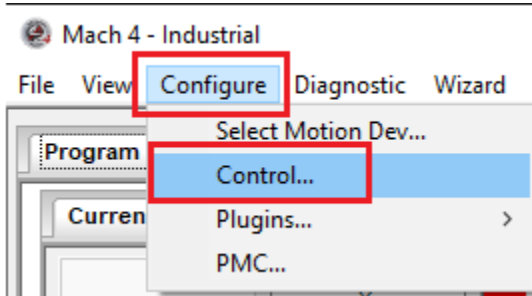 Mach 4 - Industrial
File View Configure Diagnostic Wizard
Select Motion Dev...
Program
Control...
Curren
Plugins... >
PMC...